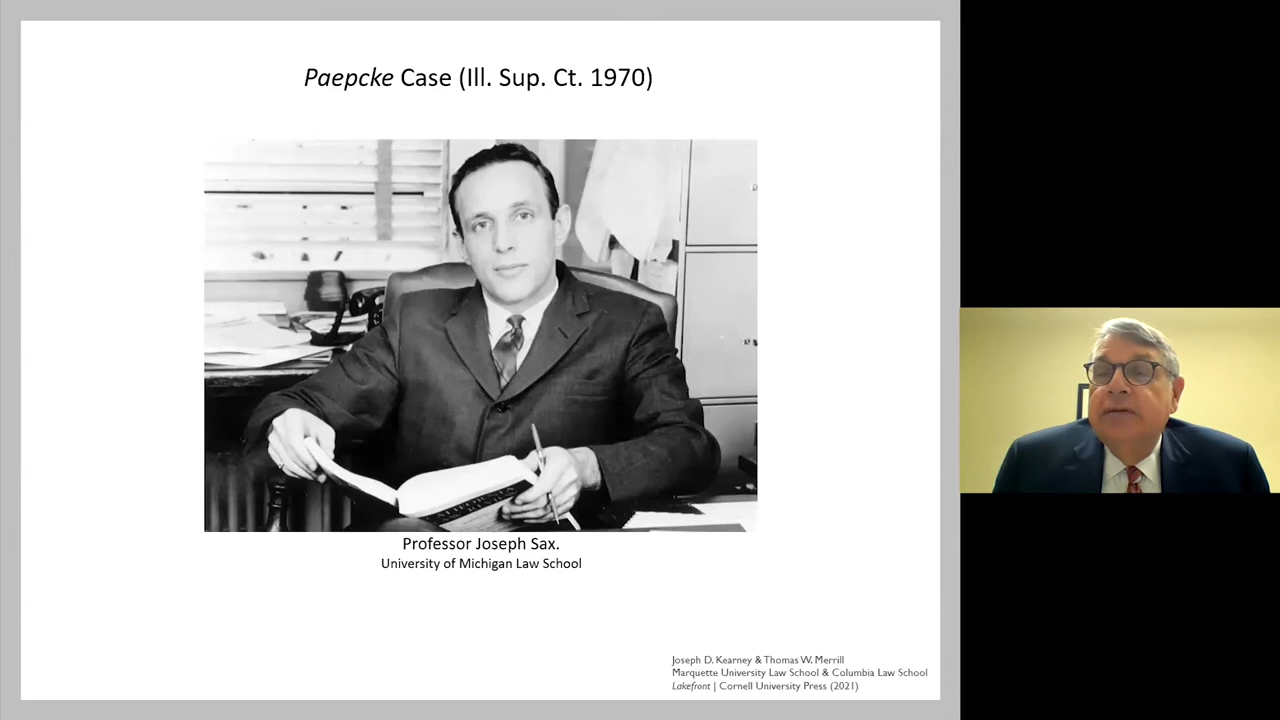 Paepcke Case (Ill. Sup. Ct. 1970)
Professor Joseph Sax.
University of Michigan Law School
Joseph D. Kearney & Thomas W. Merrill
Marquette University Law School & Columbia Law School
Lakefront | Cornell University Press (2021)